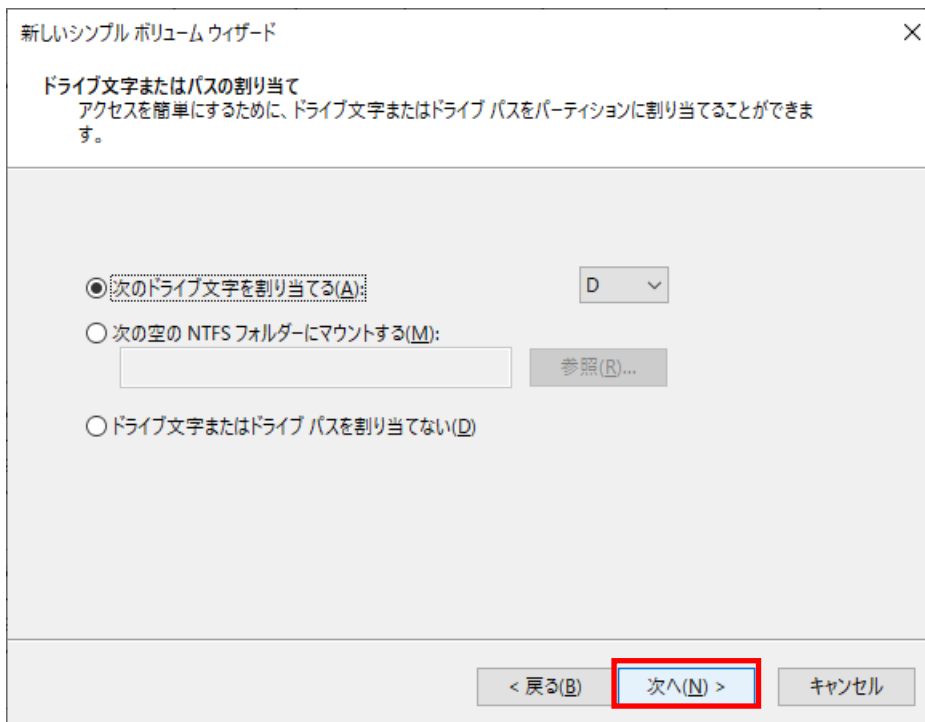 新しいシンプル ボリューム ウィザード
ドライブ文字またはパスの割り当て
アクセスを簡単にするために、ドライブ文字またはドライブ パスをパーティションに割り当てることができま
す。
次のドライブ文字を割り当てる(A): D
次の空の NTFS フォルダーにマウントする(M):
参照(R)...
ドライブ文字またはドライブ パスを割り当てない(D)
< 戻る(B) 次へ(N) > キャンセル